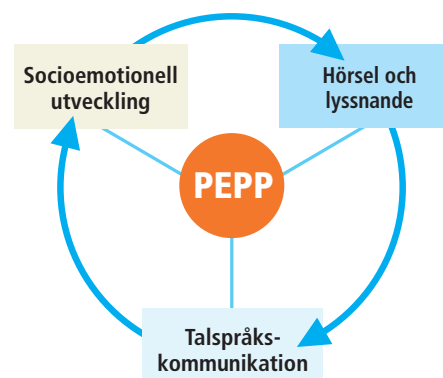 Socioemotionell
utveckling
Hörsel och
lyssnande
PEPP
Talspråks-
kommunikation